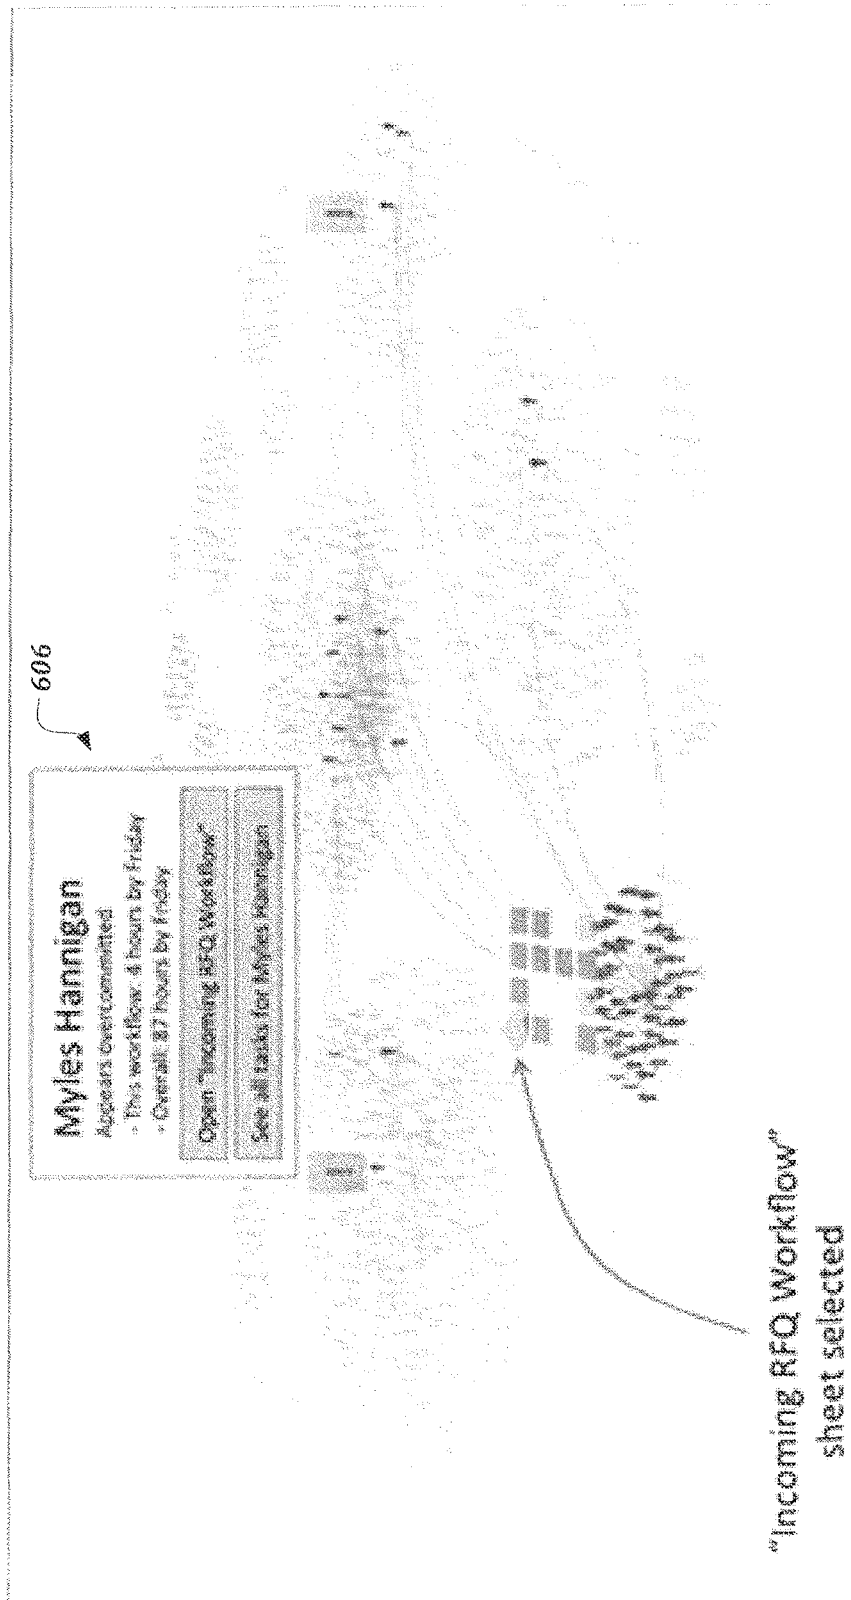 606
Myles Hannigan
Appears overcommitted:
- This workflow: 4 hours by Friday
- Overall: 87 hours by Friday
Open "Incoming RFQ Workflow"
See all tasks for Myles Hannigan
"Incoming RFQ Workflow"
sheet selected